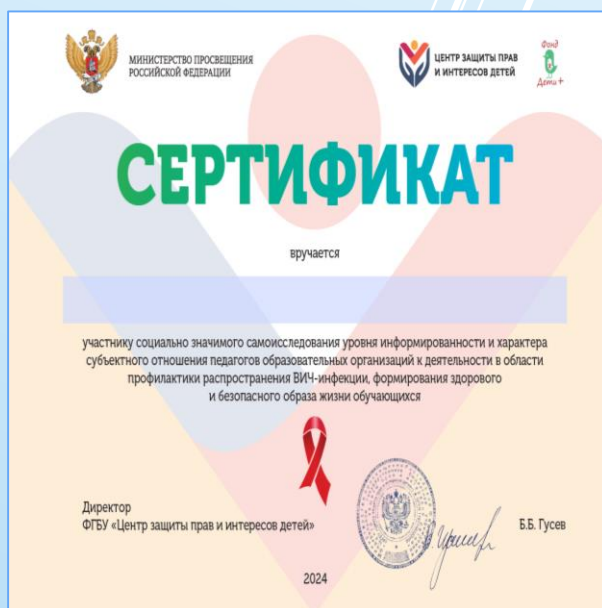 МИНИСТЕРСТВО ПРОСВЕЩЕНИЯ
РОССИЙСКОЙ ФЕДЕРАЦИИ
ЦЕНТР ЗАЩИТЫ ПРАВ
И ИНТЕРЕСОВ ДЕТЕЙ
Фонд
Дети +
СЕРТИФИКАТ
вручается
участнику социально значимого самоисследования уровня информированности и характера
субъектного отношения педагогов образовательных организаций к деятельности в области
профилактики распространения ВИЧ-инфекции, формирования здорового
и безопасного образа жизни обучающихся
Директор
ФГБУ «Центр защиты прав и интересов детей»
Б.Б. Гусев
2024